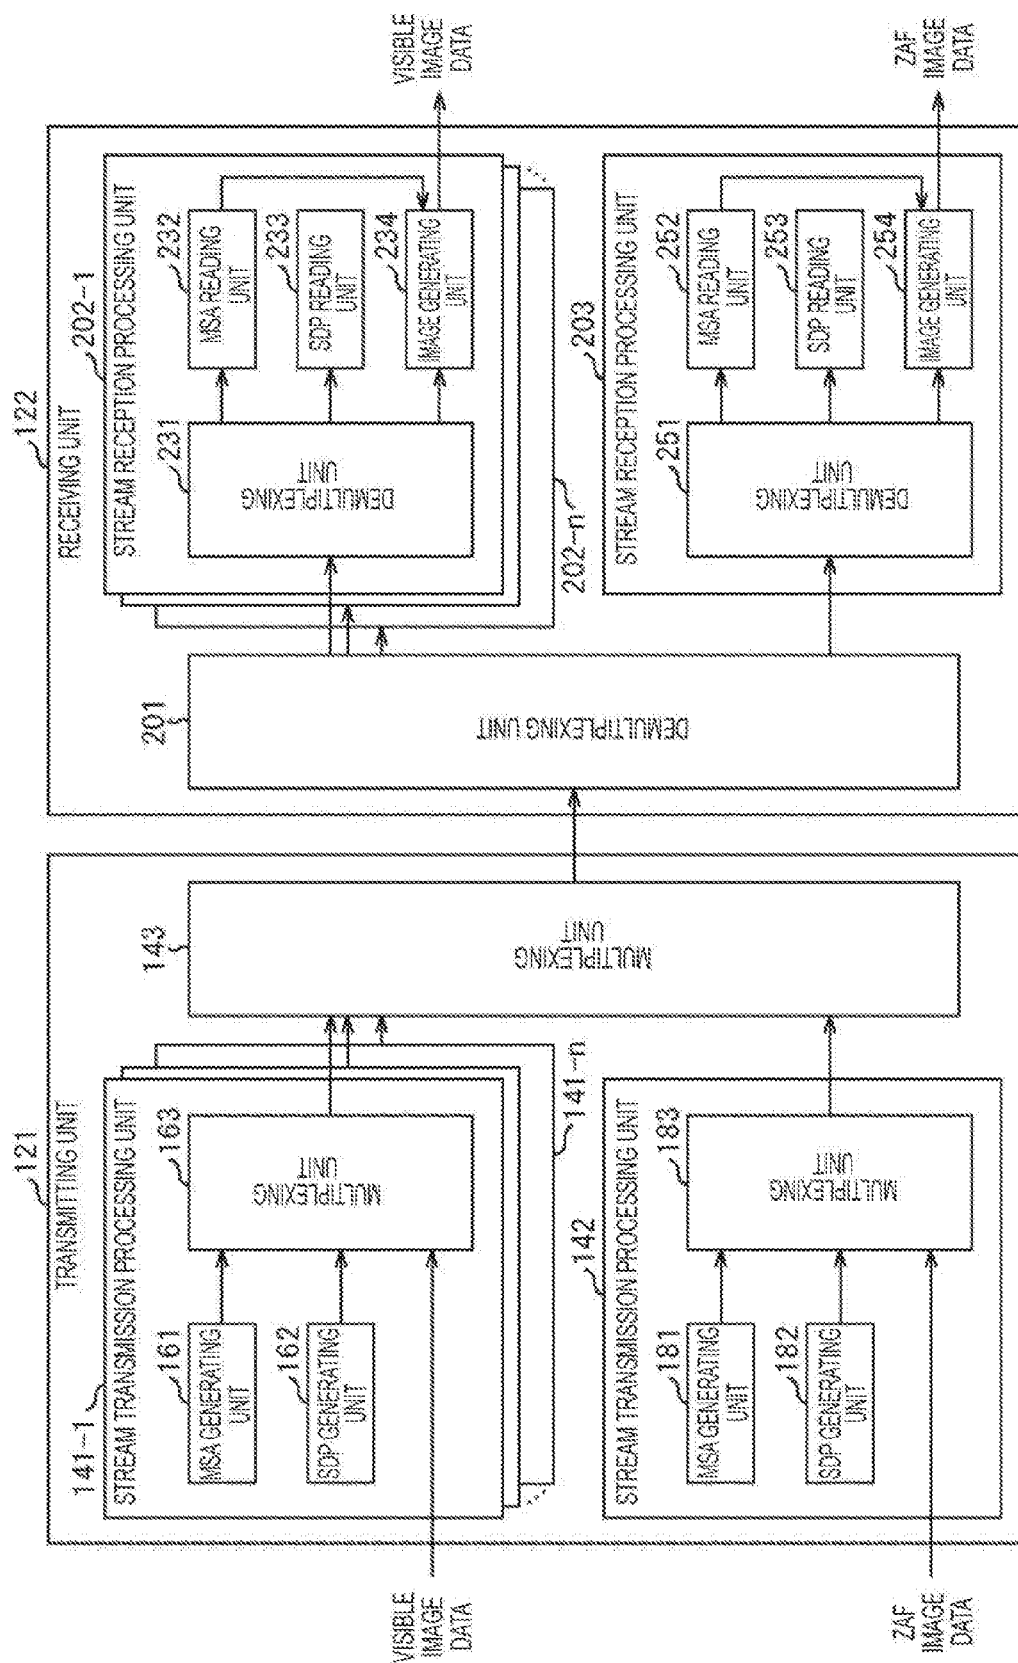 121
TRANSMITTING UNIT
141-1
STREAM TRANSMISSION PROCESSING UNIT
161
MSA GENERATING
UNIT
162
SDP GENERATING
UNIT
163
MULTIPLEXING
UNIT
141-n
VISIBLE
IMAGE
DATA
142
STREAM TRANSMISSION PROCESSING UNIT
181
MSA GENERATING
UNIT
182
SDP GENERATING
UNIT
183
MULTIPLEXING
UNIT
ZAF
IMAGE
DATA
143
MULTIPLEXING
UNIT
122
RECEIVING UNIT
201
DEMULTIPLEXING UNIT
202-1
STREAM RECEPTION PROCESSING UNIT
231
DEMULTIPLEXING
UNIT
232
MSA READING
UNIT
233
SDP READING
UNIT
234
IMAGE GENERATING
UNIT
202-n
VISIBLE
IMAGE
DATA
203
STREAM RECEPTION PROCESSING UNIT
251
DEMULTIPLEXING
UNIT
252
MSA READING
UNIT
253
SDP READING
UNIT
254
IMAGE GENERATING
UNIT
ZAF
IMAGE
DATA